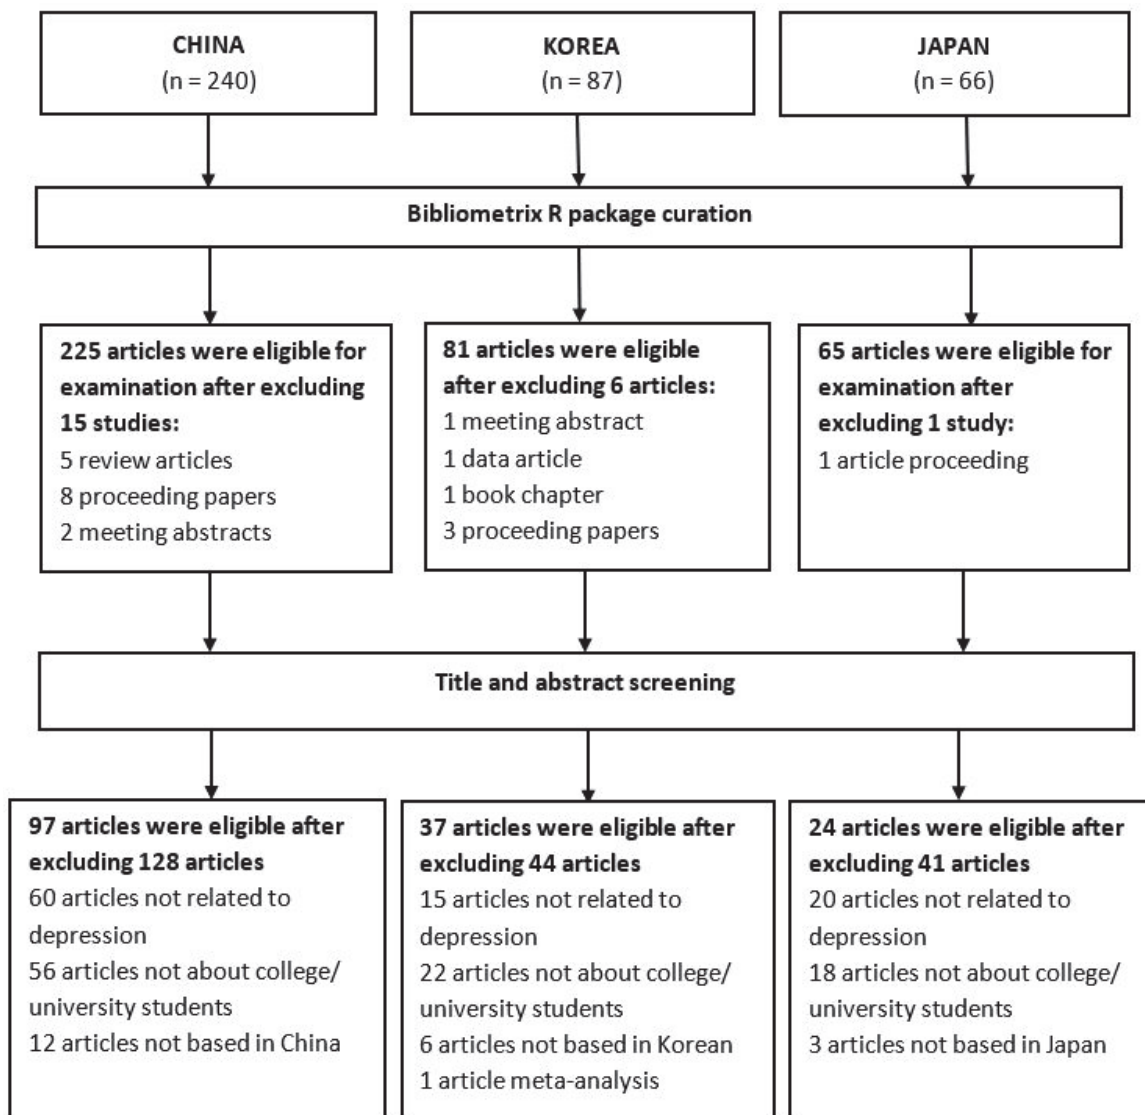 CHINA
(n = 240)
KOREA
(n = 87)
JAPAN
(n = 66)
Bibliometrix R package curation
225 articles were eligible for
examination after excluding
15 studies:
5 review articles
8 proceeding papers
2 meeting abstracts
81 articles were eligible
after excluding 6 articles:
1 meeting abstract
1 data article
1 book chapter
3 proceeding papers
65 articles were eligible for
examination after
excluding 1 study:
1 article proceeding
Title and abstract screening
97 articles were eligible after
excluding 128 articles
60 articles not related to
depression
56 articles not about college/
university students
12 articles not based in China
37 articles were eligible after
excluding 44 articles
15 articles not related to
depression
22 articles not about college/
university students
6 articles not based in Korean
1 article meta-analysis
24 articles were eligible after
excluding 41 articles
20 articles not related to
depression
18 articles not about college/
university students
3 articles not based in Japan